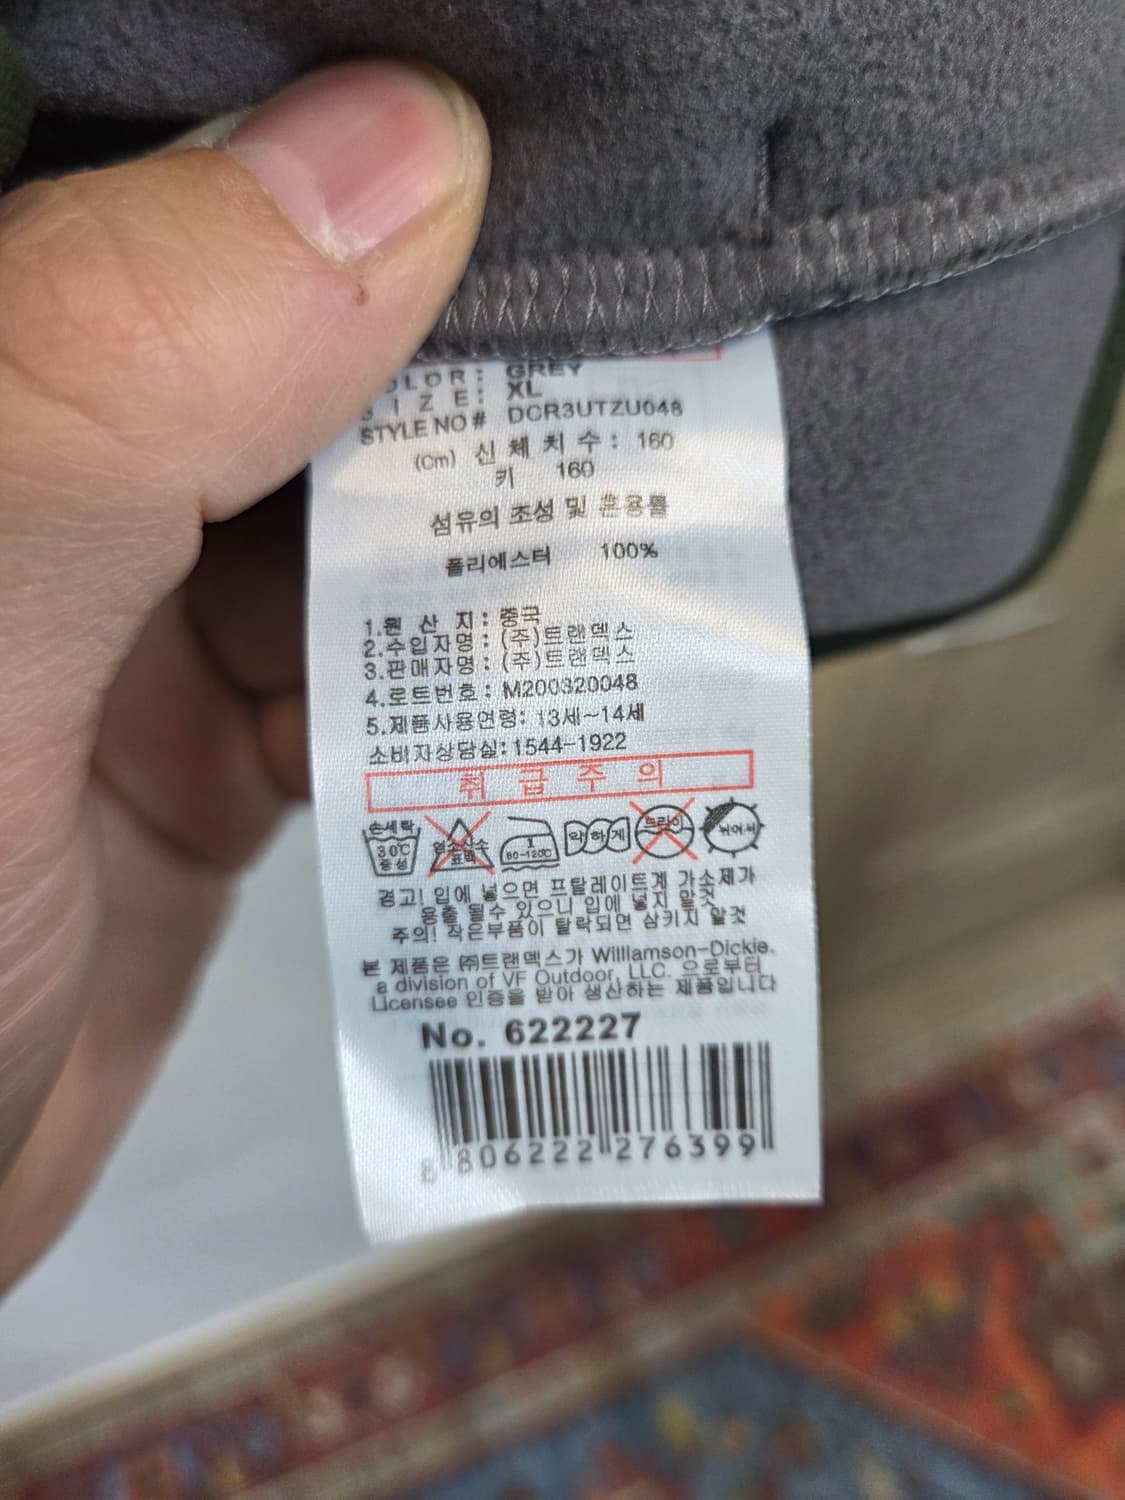 COLOR: GREY
SIZE: XL
STYLE NO# DCR3UTZU048
(Cm) 신체치수: 160
키 160
섬유의 조성 및 혼용률
폴리에스터 100%
1.원 산 지: 중국
2.수입자명: (주)트랜덱스
3.판매자명: (주)트랜덱스
4.로트번호: M200320048
5.제품사용연령: 13세~14세
소비자상담실: 1544-1922
취급주의
손세탁 30℃ 중성 염소산소 표백 80~120℃ 약하게 드라이 뉘어서
경고! 입에 넣으면 프탈레이트계 가소제가
용출 될수 있으니 입에 넣지 말것
주의! 작은부품이 탈락되면 삼키지 말것
본 제품은 ㈜트랜덱스가 Williamson-Dickie.
a division of VF Outdoor, LLC. 으로부터
Licensee 인증을 받아 생산하는 제품입니다
No. 622227
8 806222 276399